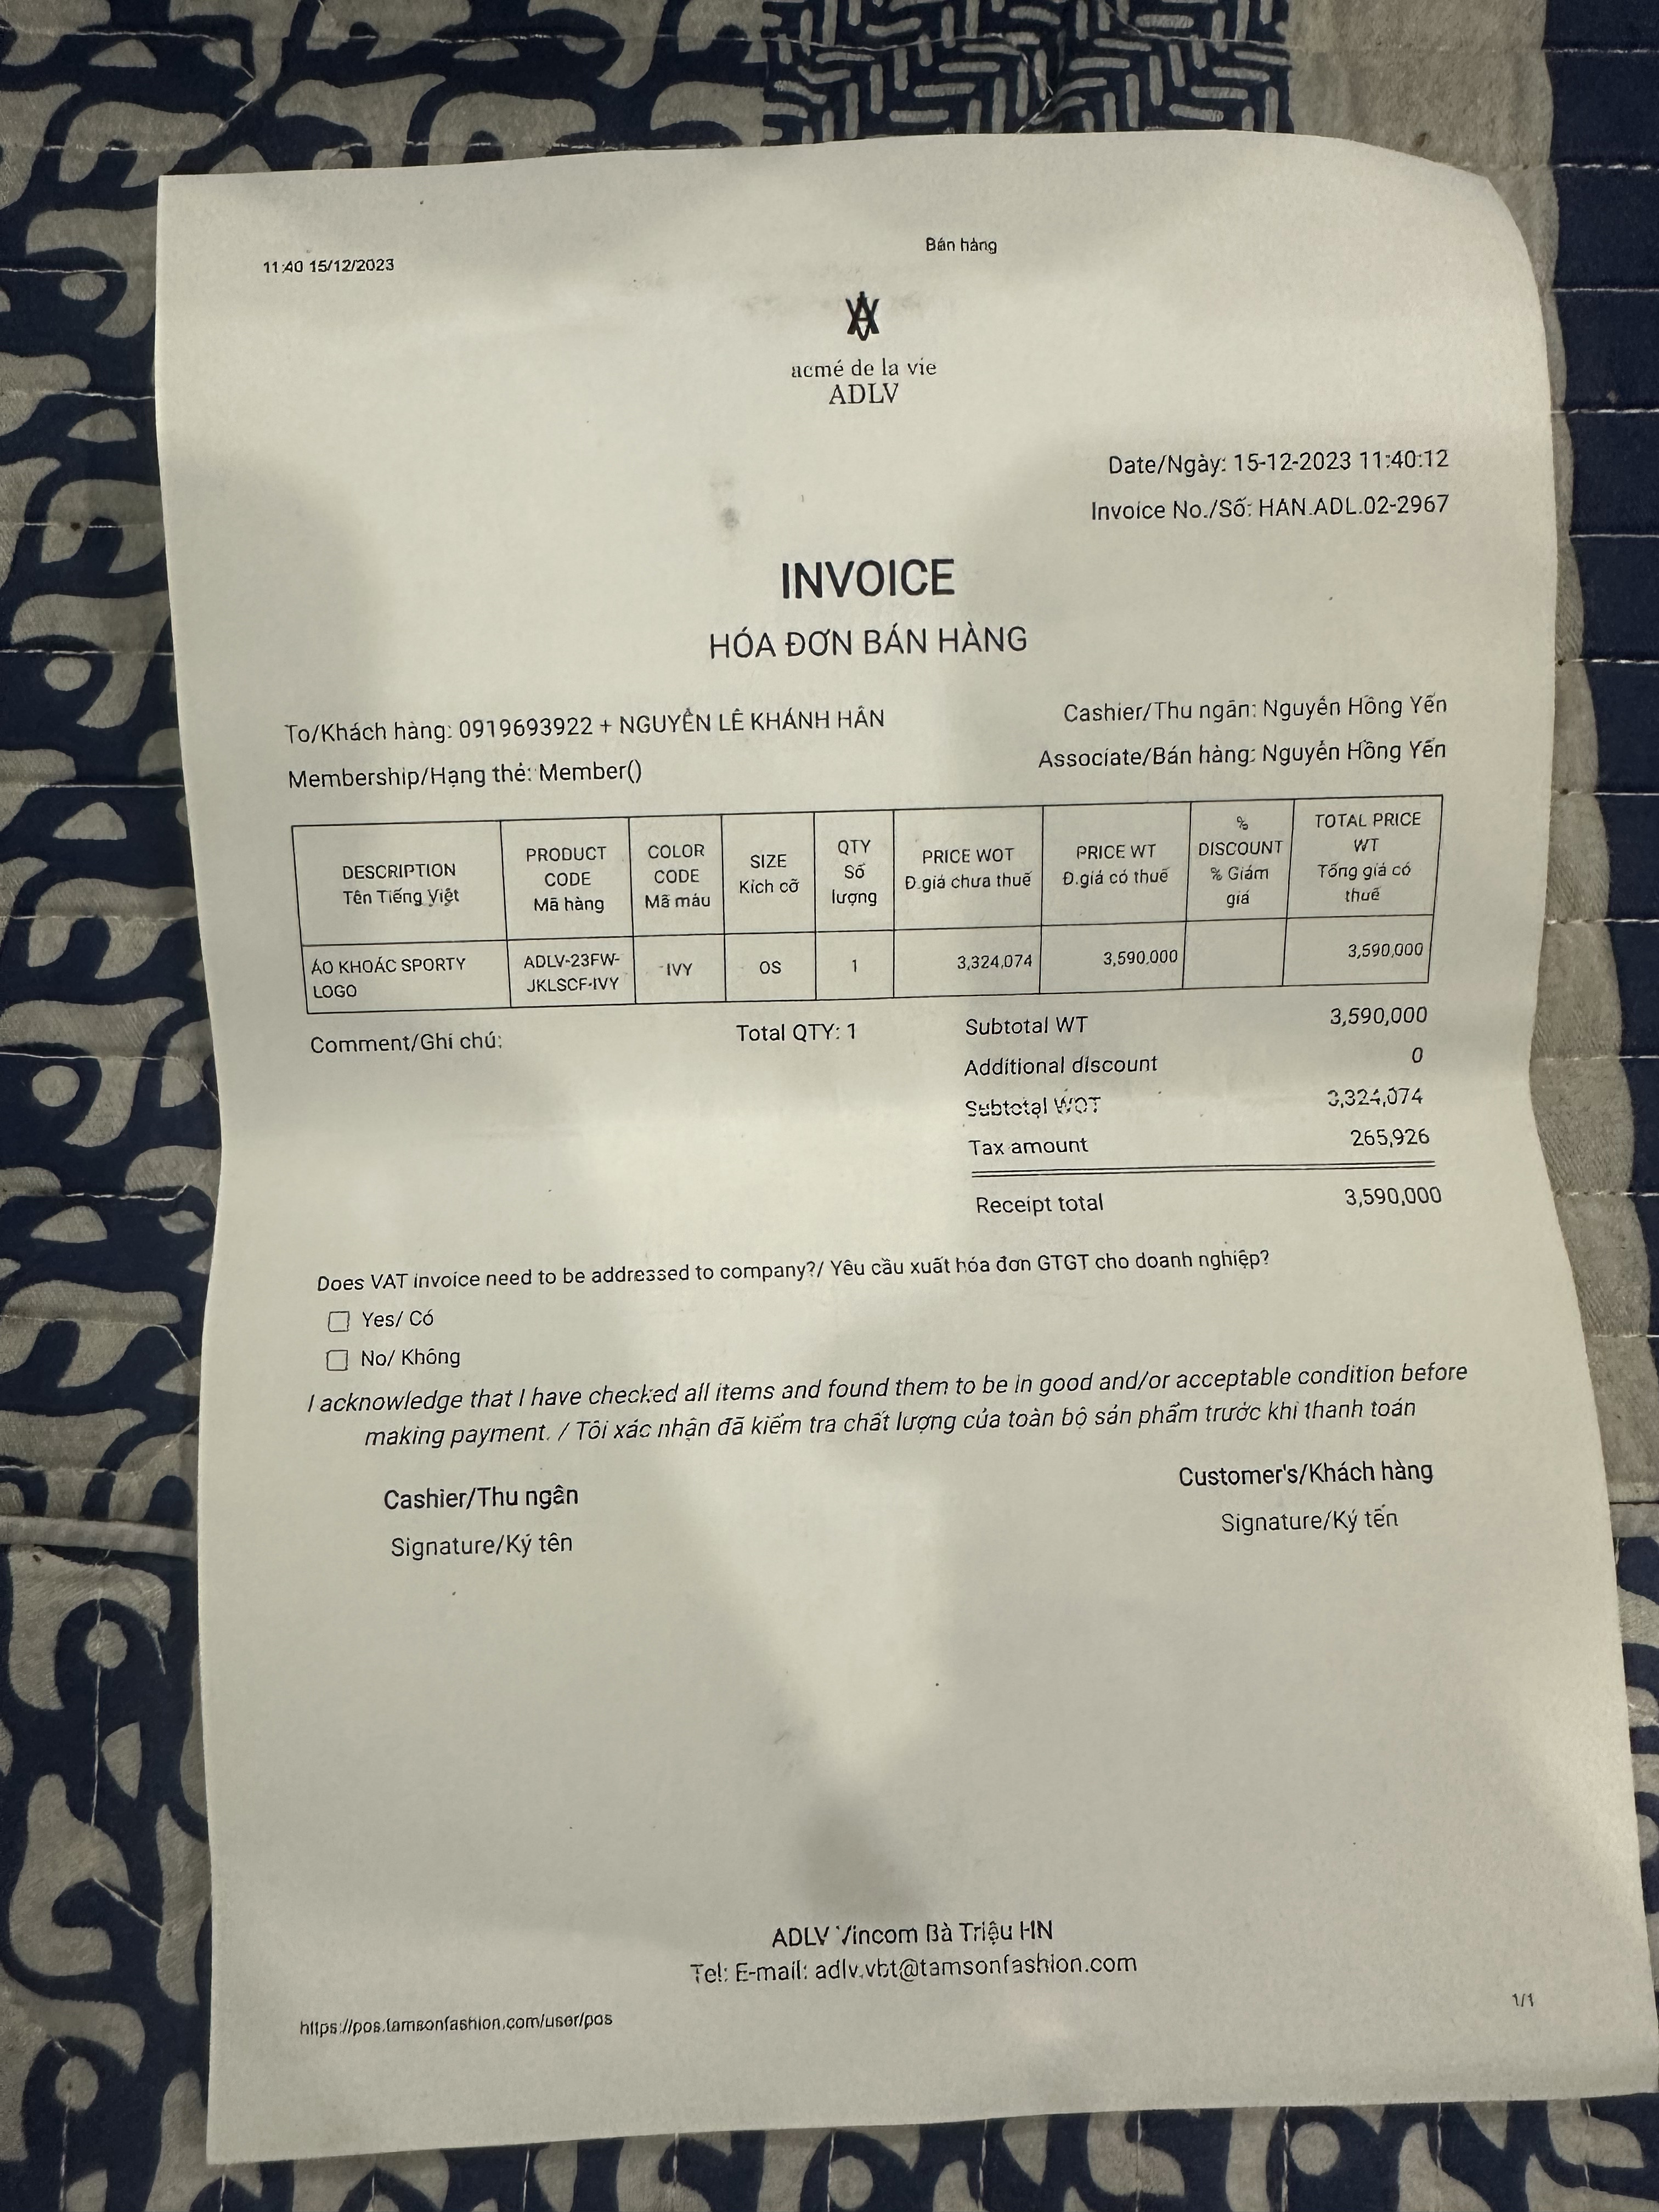 11:40 15/12/2023
Bán hàng
acmé de la vie
ADLV
Date/Ngày: 15-12-2023 11:40:12
Invoice No./Số: HAN.ADL.02-2967
INVOICE
HÓA ĐƠN BÁN HÀNG
To/Khách hàng: 0919693922 + NGUYỄN LÊ KHÁNH HÂN
Cashier/Thu ngân: Nguyễn Hồng Yến
Membership/Hạng thẻ: Member()
Associate/Bán hàng: Nguyễn Hồng Yến
DESCRIPTION
Tên Tiếng Việt
PRODUCT
CODE
Mã hàng
COLOR
CODE
Mã màu
SIZE
Kích cỡ
QTY
Số
lượng
PRICE WOT
Đ.giá chưa thuế
PRICE WT
Đ.giá có thuế
%
DISCOUNT
% Giảm
giá
TOTAL PRICE
WT
Tổng giá có
thuế
ÁO KHOÁC SPORTY
LOGO
ADLV-23FW-
JKLSCF-IVY
IVY
OS
1
3,324,074
3,590,000
3,590,000
Comment/Ghi chú:
Total QTY: 1
Subtotal WT 3,590,000
Additional discount 0
Subtotal WOT 3,324,074
Tax amount 265,926
Receipt total 3,590,000
Does VAT invoice need to be addressed to company?/ Yêu cầu xuất hóa đơn GTGT cho doanh nghiệp?
Yes/ Có
No/ Không
I acknowledge that I have checked all items and found them to be in good and/or acceptable condition before
making payment. / Tôi xác nhận đã kiểm tra chất lượng của toàn bộ sản phẩm trước khi thanh toán
Cashier/Thu ngân
Customer's/Khách hàng
Signature/Ký tên
Signature/Ký tên
ADLV Vincom Bà Triệu HN
Tel: E-mail: adlv.vbt@tamsonfashion.com
https://pos.tamsonfashion.com/user/pos
1/1